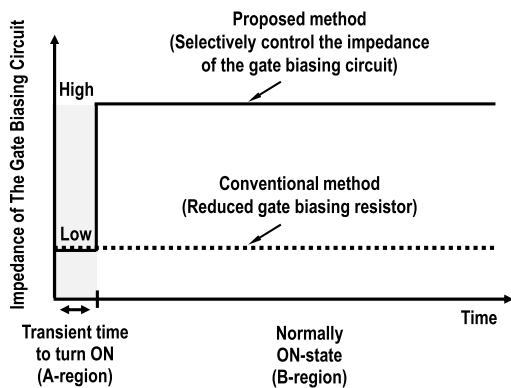 Proposed method
(Selectively control the impedance
of the gate biasing circuit)
Impedance of The Gate Biasing Circuit
High
Conventional method
(Reduced gate biasing resistor)
Low
Time
Transient time
to turn ON
(A-region)
Normally
ON-state
(B-region)